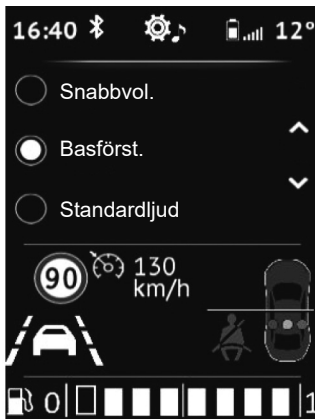 16:40 12°
Snabbvol.
Basförst.
Standardljud
90 130
km/h
0 1